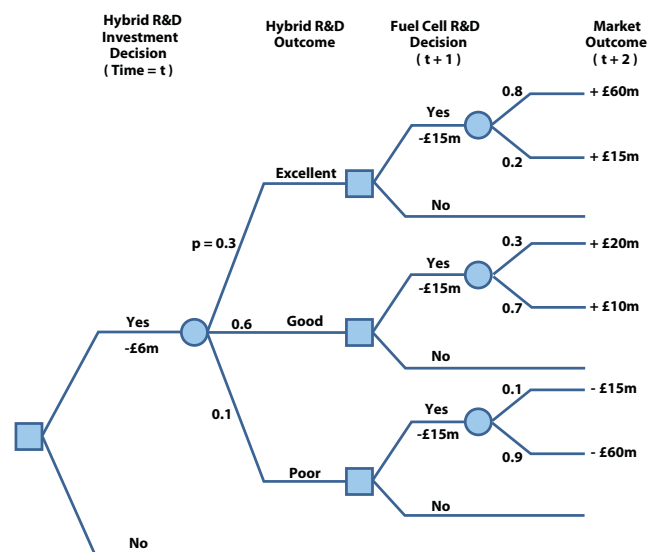 Hybrid R&D
Investment
Decision
( Time = t )
Hybrid R&D
Outcome
Fuel Cell R&D
Decision
( t + 1 )
Market
Outcome
( t + 2 )
Yes
-£15m
0.8
+ £60m
0.2
+ £15m
Excellent
No
p = 0.3
Yes
-£15m
0.3
+ £20m
0.7
+ £10m
Yes
-£6m
0.6
Good
No
0.1
Yes
-£15m
0.1
- £15m
0.9
- £60m
Poor
No
No